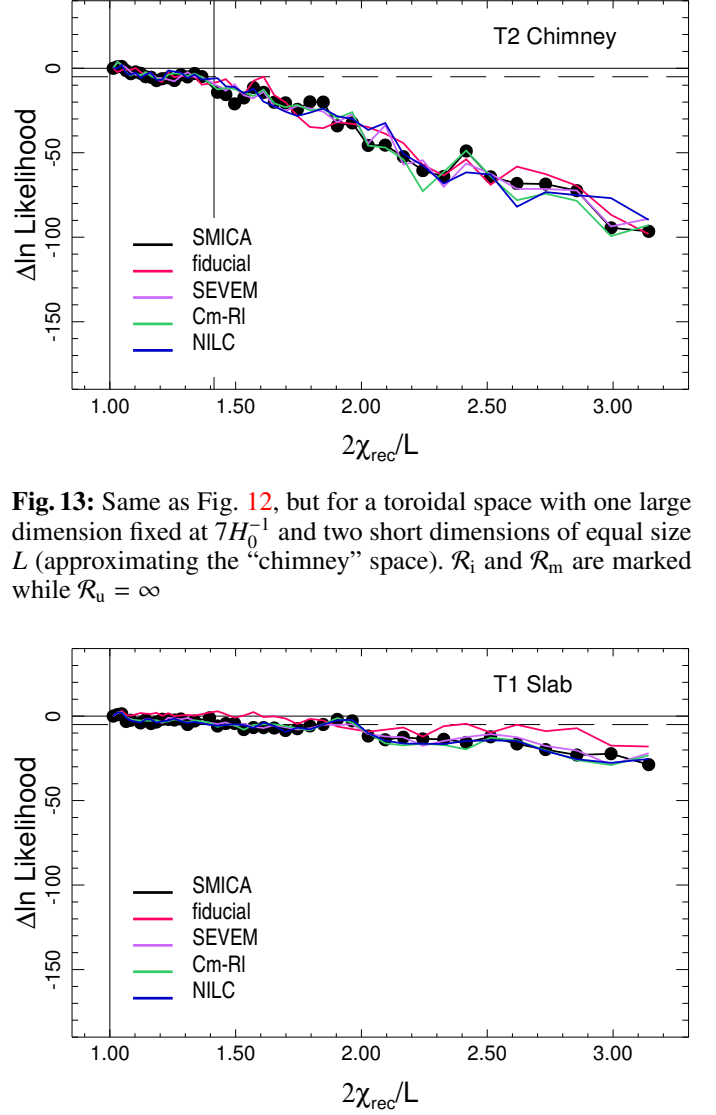 T2 Chimney
0
-50
-100
-150
Δln Likelihood
SMICA
fiducial
SEVEM
Cm-Rl
NILC
1.00 1.50 2.00 2.50 3.00
2χrec/L
Fig. 13: Same as Fig. 12, but for a toroidal space with one large
dimension fixed at 7H₀⁻¹ and two short dimensions of equal size
L (approximating the “chimney” space). ℛi and ℛm are marked
while ℛu = ∞
T1 Slab
0
-50
-100
-150
Δln Likelihood
SMICA
fiducial
SEVEM
Cm-Rl
NILC
1.00 1.50 2.00 2.50 3.00
2χrec/L